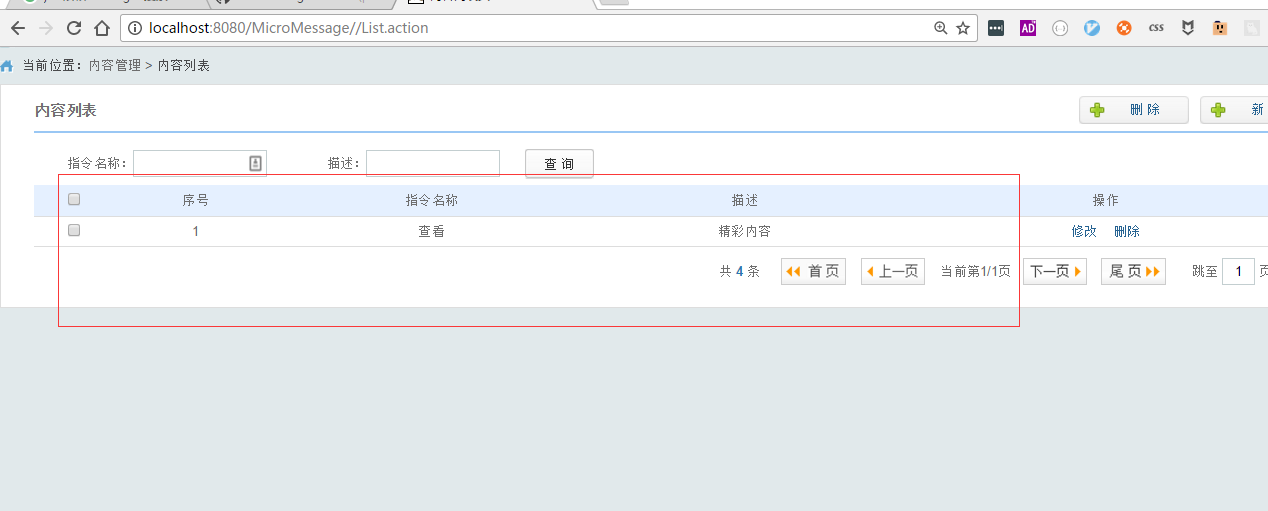 localhost:8080/MicroMessage//List.action
AD
CSS
当前位置：内容管理 > 内容列表
内容列表
删 除
新
指令名称：
描述：
查 询
序号 指令名称 描述 操作
1 查看 精彩内容 修改 删除
共 4 条 首 页 上一页 当前第1/1页 下一页 尾 页 跳至 1 页